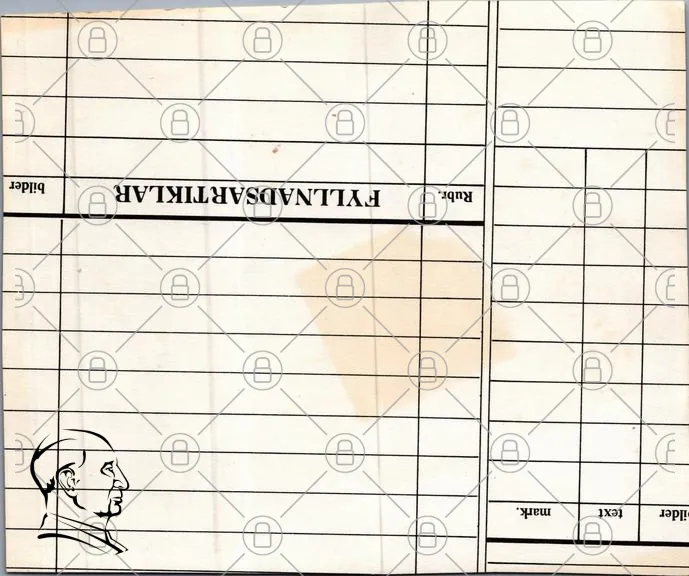 mark. text bilder
Rubr. FYLLNADSARTIKLAR bilder